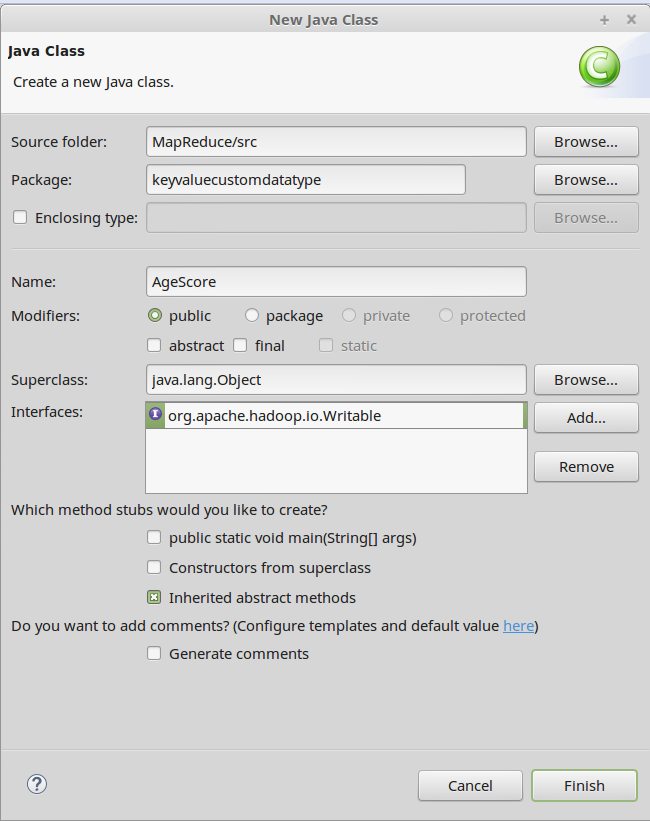 New Java Class
Java Class
Create a new Java class.
Source folder: MapReduce/src Browse...
Package: keyvaluecustomdatatype Browse...
Enclosing type: Browse...
Name: AgeScore
Modifiers: public package private protected
abstract final static
Superclass: java.lang.Object Browse...
Interfaces: org.apache.hadoop.io.Writable Add...
Remove
Which method stubs would you like to create?
public static void main(String[] args)
Constructors from superclass
Inherited abstract methods
Do you want to add comments? (Configure templates and default value here)
Generate comments
Cancel Finish